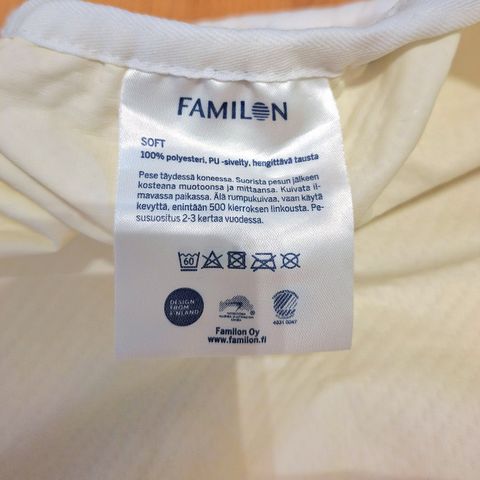 FAMILON
SOFT
100% polyesteri, PU -sivelty, hengittävä tausta
Pese täydessä koneessa. Suorista pesun jälkeen
kosteana muotoonsa ja mittaansa. Kuivata il-
mavassa paikassa. Älä rumpukuivaa, vaan käytä
kevyttä, enintään 500 kierroksen linkousta. Pe-
susuositus 2-3 kertaa vuodessa.
60
DESIGN
FROM
FINLAND
4031 0047
Familon Oy
www.familon.fi